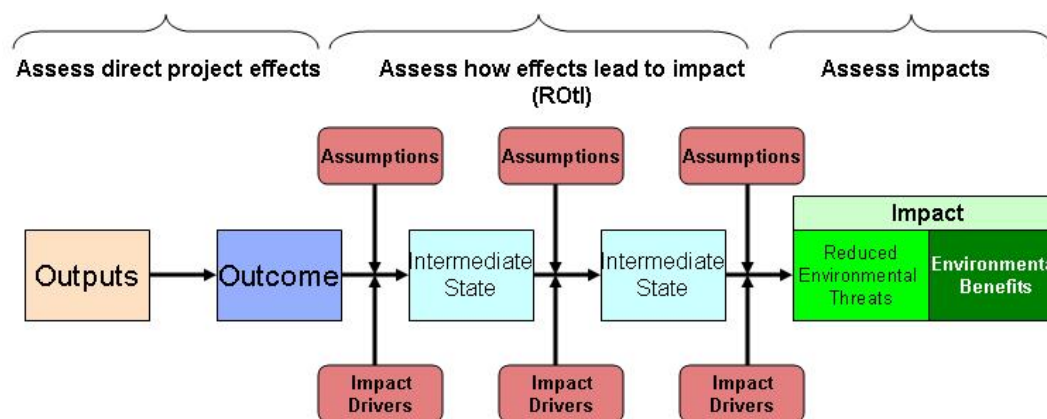 Assess direct project effects
Assess how effects lead to impact
(ROtI)
Assess impacts
Assumptions
Assumptions
Assumptions
Outputs
Outcome
Intermediate
State
Intermediate
State
Impact
Reduced
Environmental
Threats
Environmenta
Benefits
Impact
Drivers
Impact
Drivers
Impact
Drivers